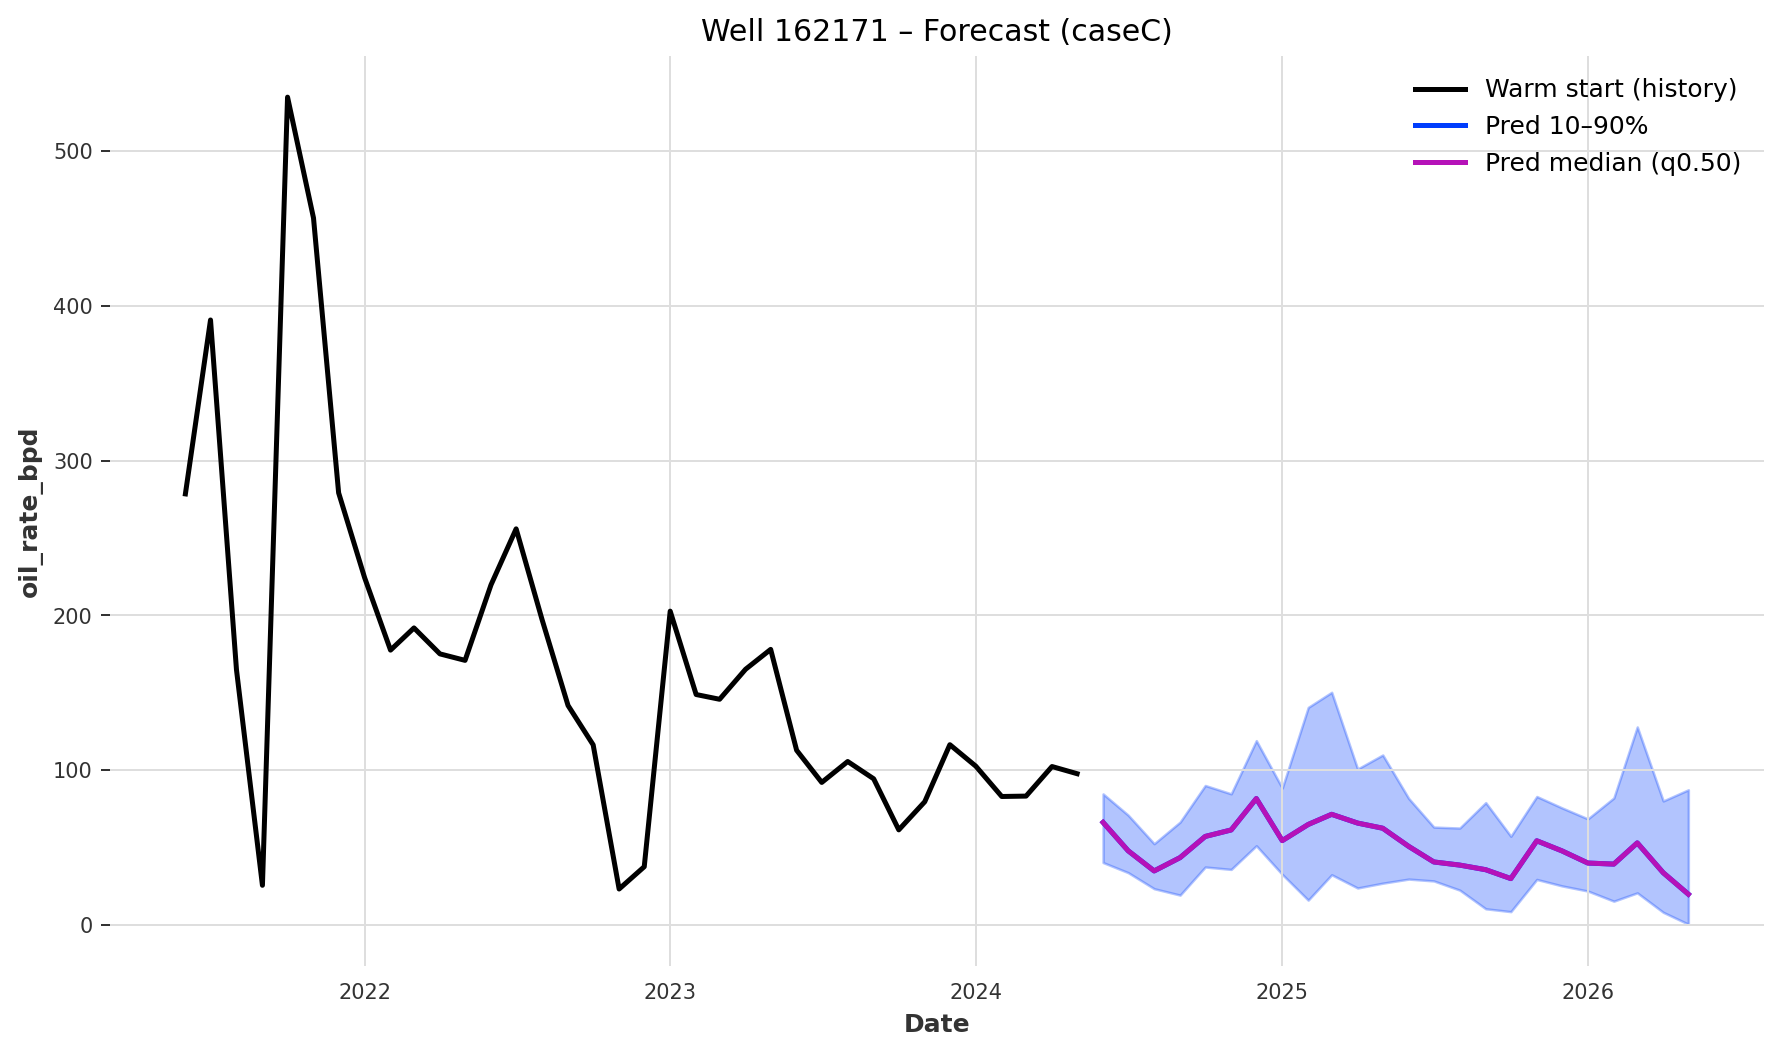 Well 162171 – Forecast (caseC)
Warm start (history)
Pred 10–90%
Pred median (q0.50)
oil_rate_bpd
500
400
300
200
100
0
2022
2023
2024
2025
2026
Date